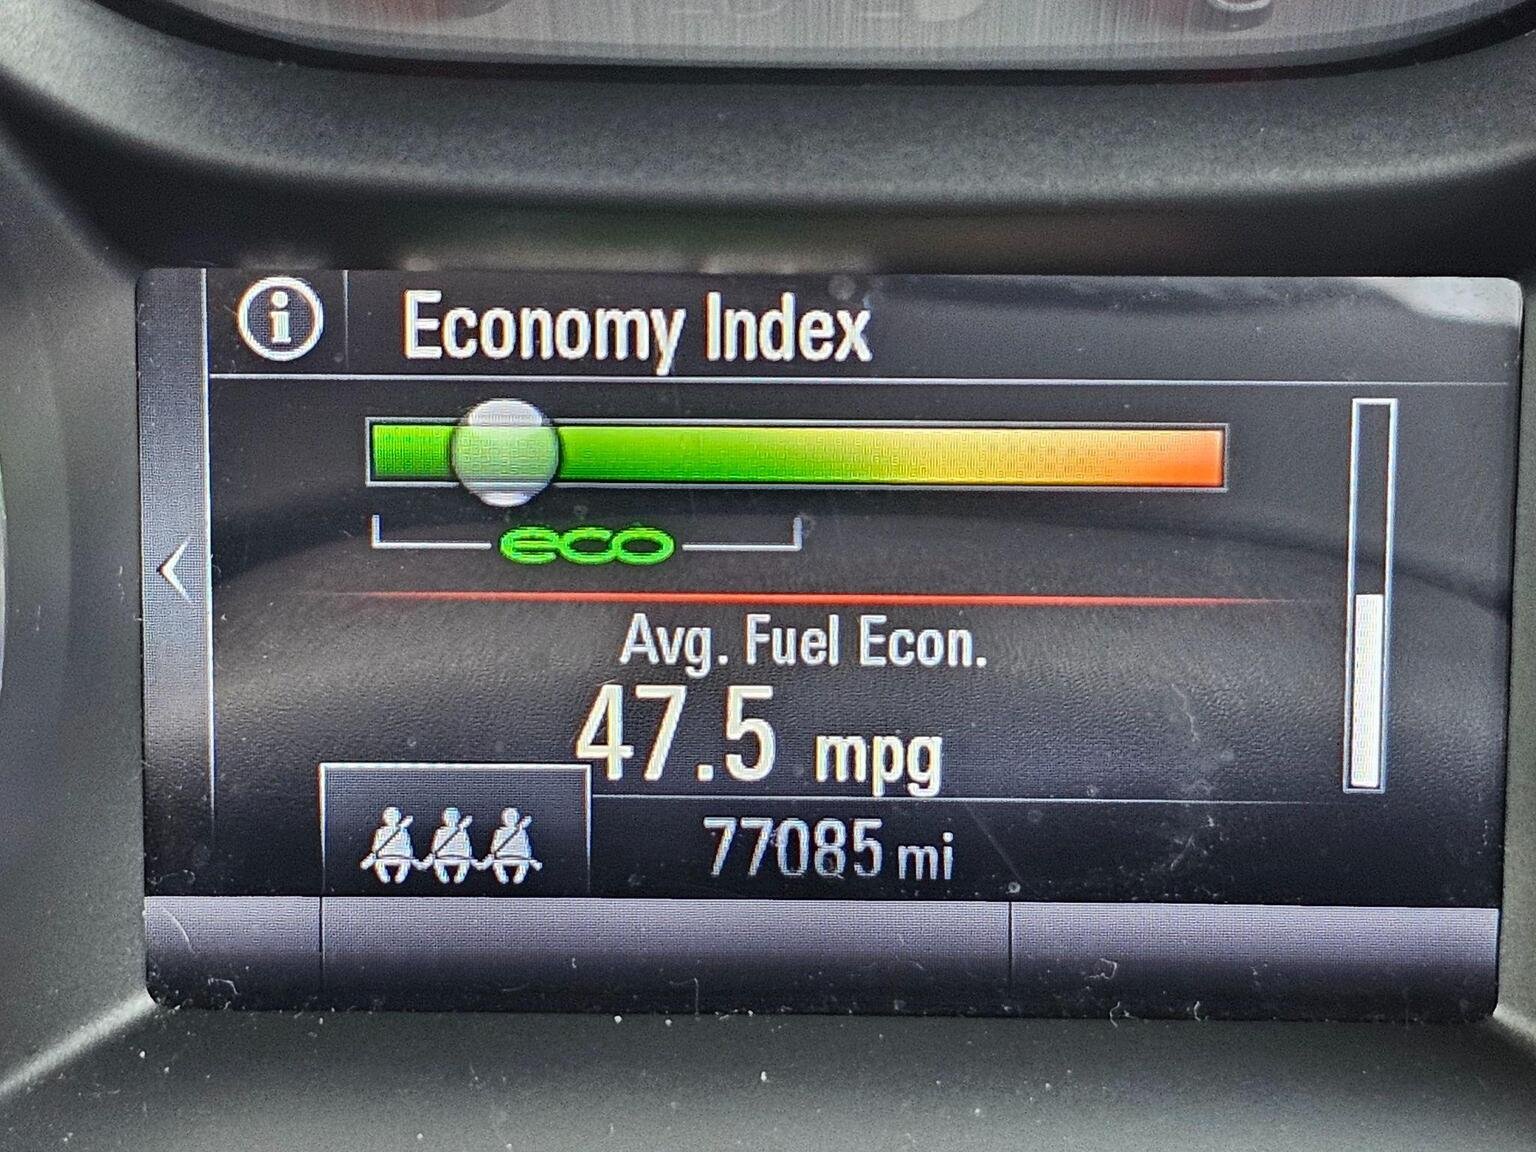 Economy Index
eco
Avg. Fuel Econ.
47.5 mpg
77085 mi